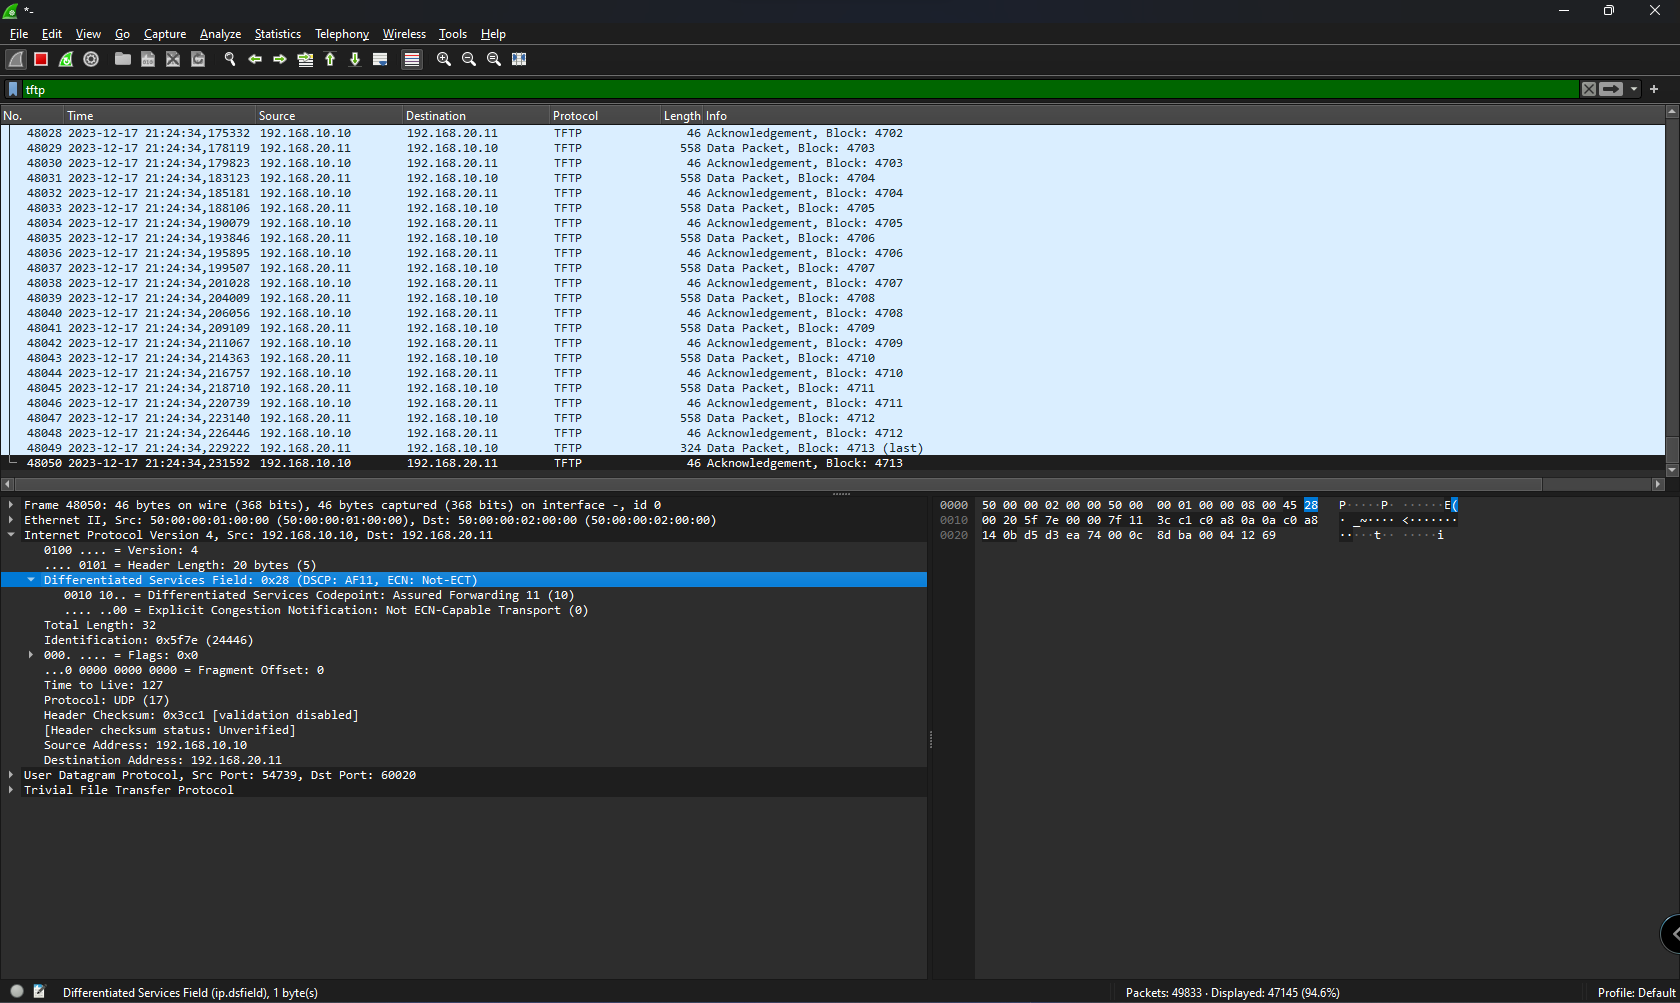 *-
File Edit View Go Capture Analyze Statistics Telephony Wireless Tools Help
tftp
No. Time Source Destination Protocol Length Info
48028 2023-12-17 21:24:34,175332 192.168.10.10 192.168.20.11 TFTP 46 Acknowledgement, Block: 4702
48029 2023-12-17 21:24:34,178119 192.168.20.11 192.168.10.10 TFTP 558 Data Packet, Block: 4703
48030 2023-12-17 21:24:34,179823 192.168.10.10 192.168.20.11 TFTP 46 Acknowledgement, Block: 4703
48031 2023-12-17 21:24:34,183123 192.168.20.11 192.168.10.10 TFTP 558 Data Packet, Block: 4704
48032 2023-12-17 21:24:34,185181 192.168.10.10 192.168.20.11 TFTP 46 Acknowledgement, Block: 4704
48033 2023-12-17 21:24:34,188106 192.168.20.11 192.168.10.10 TFTP 558 Data Packet, Block: 4705
48034 2023-12-17 21:24:34,190079 192.168.10.10 192.168.20.11 TFTP 46 Acknowledgement, Block: 4705
48035 2023-12-17 21:24:34,193846 192.168.20.11 192.168.10.10 TFTP 558 Data Packet, Block: 4706
48036 2023-12-17 21:24:34,195895 192.168.10.10 192.168.20.11 TFTP 46 Acknowledgement, Block: 4706
48037 2023-12-17 21:24:34,199507 192.168.20.11 192.168.10.10 TFTP 558 Data Packet, Block: 4707
48038 2023-12-17 21:24:34,201028 192.168.10.10 192.168.20.11 TFTP 46 Acknowledgement, Block: 4707
48039 2023-12-17 21:24:34,204009 192.168.20.11 192.168.10.10 TFTP 558 Data Packet, Block: 4708
48040 2023-12-17 21:24:34,206056 192.168.10.10 192.168.20.11 TFTP 46 Acknowledgement, Block: 4708
48041 2023-12-17 21:24:34,209109 192.168.20.11 192.168.10.10 TFTP 558 Data Packet, Block: 4709
48042 2023-12-17 21:24:34,211067 192.168.10.10 192.168.20.11 TFTP 46 Acknowledgement, Block: 4709
48043 2023-12-17 21:24:34,214363 192.168.20.11 192.168.10.10 TFTP 558 Data Packet, Block: 4710
48044 2023-12-17 21:24:34,216757 192.168.10.10 192.168.20.11 TFTP 46 Acknowledgement, Block: 4710
48045 2023-12-17 21:24:34,218710 192.168.20.11 192.168.10.10 TFTP 558 Data Packet, Block: 4711
48046 2023-12-17 21:24:34,220739 192.168.10.10 192.168.20.11 TFTP 46 Acknowledgement, Block: 4711
48047 2023-12-17 21:24:34,223140 192.168.20.11 192.168.10.10 TFTP 558 Data Packet, Block: 4712
48048 2023-12-17 21:24:34,226446 192.168.10.10 192.168.20.11 TFTP 46 Acknowledgement, Block: 4712
48049 2023-12-17 21:24:34,229222 192.168.20.11 192.168.10.10 TFTP 324 Data Packet, Block: 4713 (last)
48050 2023-12-17 21:24:34,231592 192.168.10.10 192.168.20.11 TFTP 46 Acknowledgement, Block: 4713
Frame 48050: 46 bytes on wire (368 bits), 46 bytes captured (368 bits) on interface -, id 0
Ethernet II, Src: 50:00:00:01:00:00 (50:00:00:01:00:00), Dst: 50:00:00:02:00:00 (50:00:00:02:00:00)
Internet Protocol Version 4, Src: 192.168.10.10, Dst: 192.168.20.11
0100 .... = Version: 4
.... 0101 = Header Length: 20 bytes (5)
Differentiated Services Field: 0x28 (DSCP: AF11, ECN: Not-ECT)
0010 10.. = Differentiated Services Codepoint: Assured Forwarding 11 (10)
.... ..00 = Explicit Congestion Notification: Not ECN-Capable Transport (0)
Total Length: 32
Identification: 0x5f7e (24446)
000. .... = Flags: 0x0
...0 0000 0000 0000 = Fragment Offset: 0
Time to Live: 127
Protocol: UDP (17)
Header Checksum: 0x3cc1 [validation disabled]
[Header checksum status: Unverified]
Source Address: 192.168.10.10
Destination Address: 192.168.20.11
User Datagram Protocol, Src Port: 54739, Dst Port: 60020
Trivial File Transfer Protocol
0000 50 00 00 02 00 00 50 00 00 01 00 00 08 00 45 28 P·····P· ······E(
0010 00 20 5f 7e 00 00 7f 11 3c c1 c0 a8 0a 0a c0 a8 · _~···· <·······
0020 14 0b d5 d3 ea 74 00 0c 8d ba 00 04 12 69 ·····t·· ·····i
Differentiated Services Field (ip.dsfield), 1 byte(s)
Packets: 49833 · Displayed: 47145 (94.6%)
Profile: Default